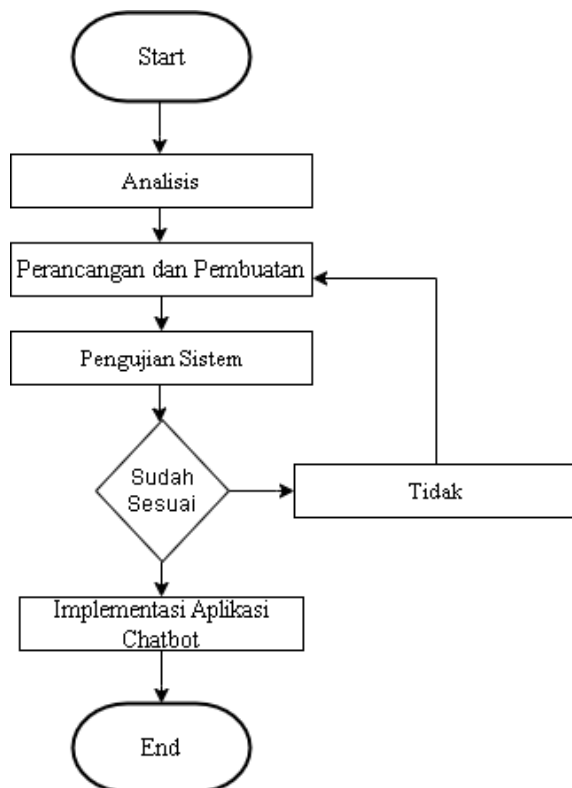 Start
Analisis
Perancangan dan Pembuatan
Pengujian Sistem
Sudah
Sesuai
Tidak
Implementasi Aplikasi
Chatbot
End